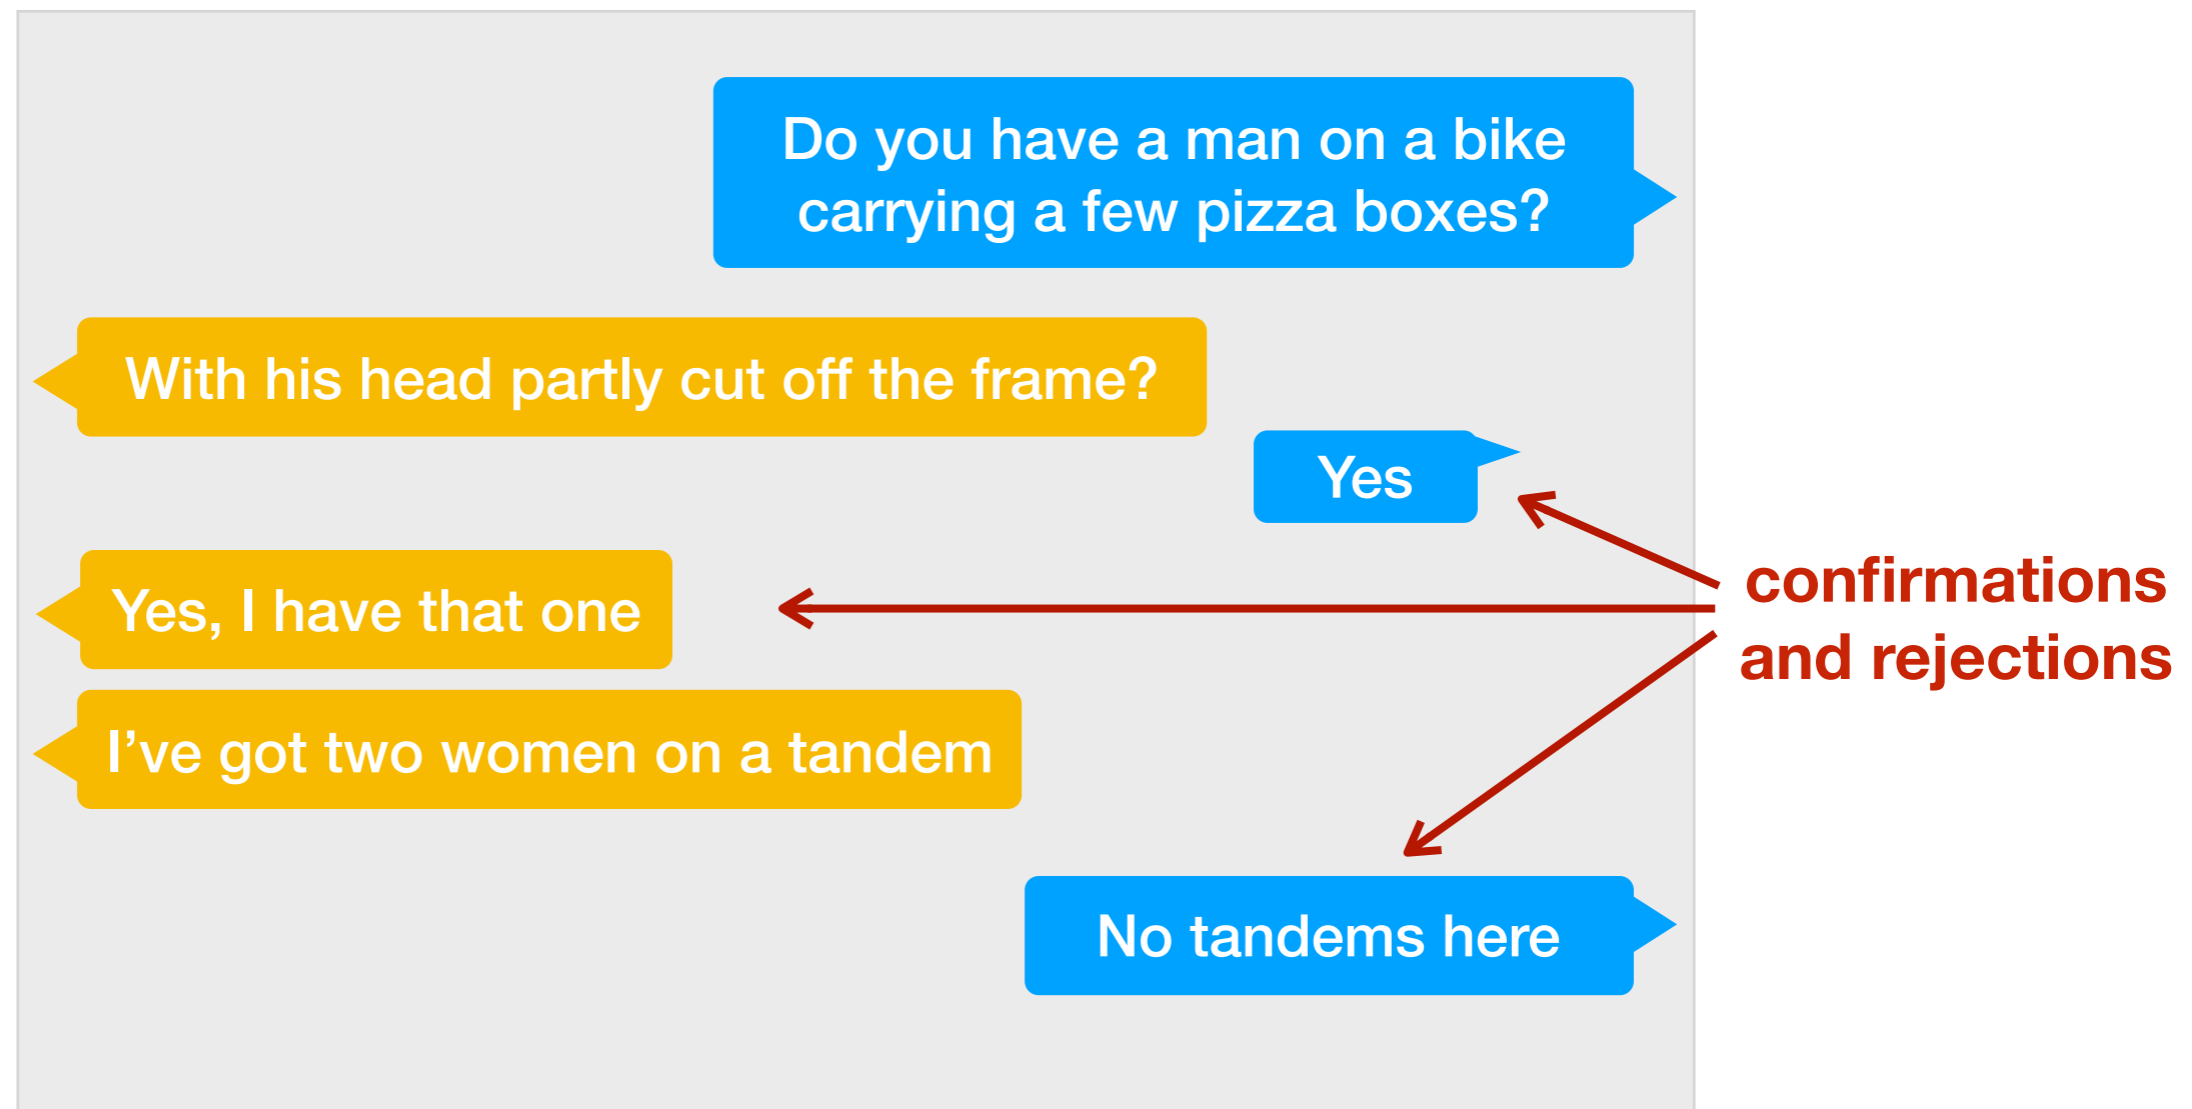 Do you have a man on a bike
carrying a few pizza boxes?
With his head partly cut off the frame?
Yes
Yes, I have that one
I’ve got two women on a tandem
No tandems here
confirmations
and rejections